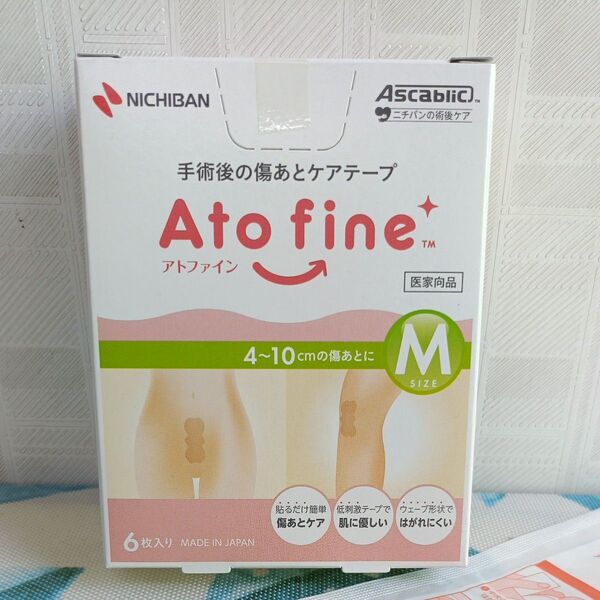 NICHIBAN
Ascablic TM
ニチバンの術後ケア
手術後の傷あとケアテープ
Ato fine TM
アトファイン
医家向品
4~10cmの傷あとに
M
SIZE
貼るだけ簡単
傷あとケア
低刺激テープで
肌に優しい
ウェーブ形状で
はがれにくい
6枚入り MADE IN JAPAN